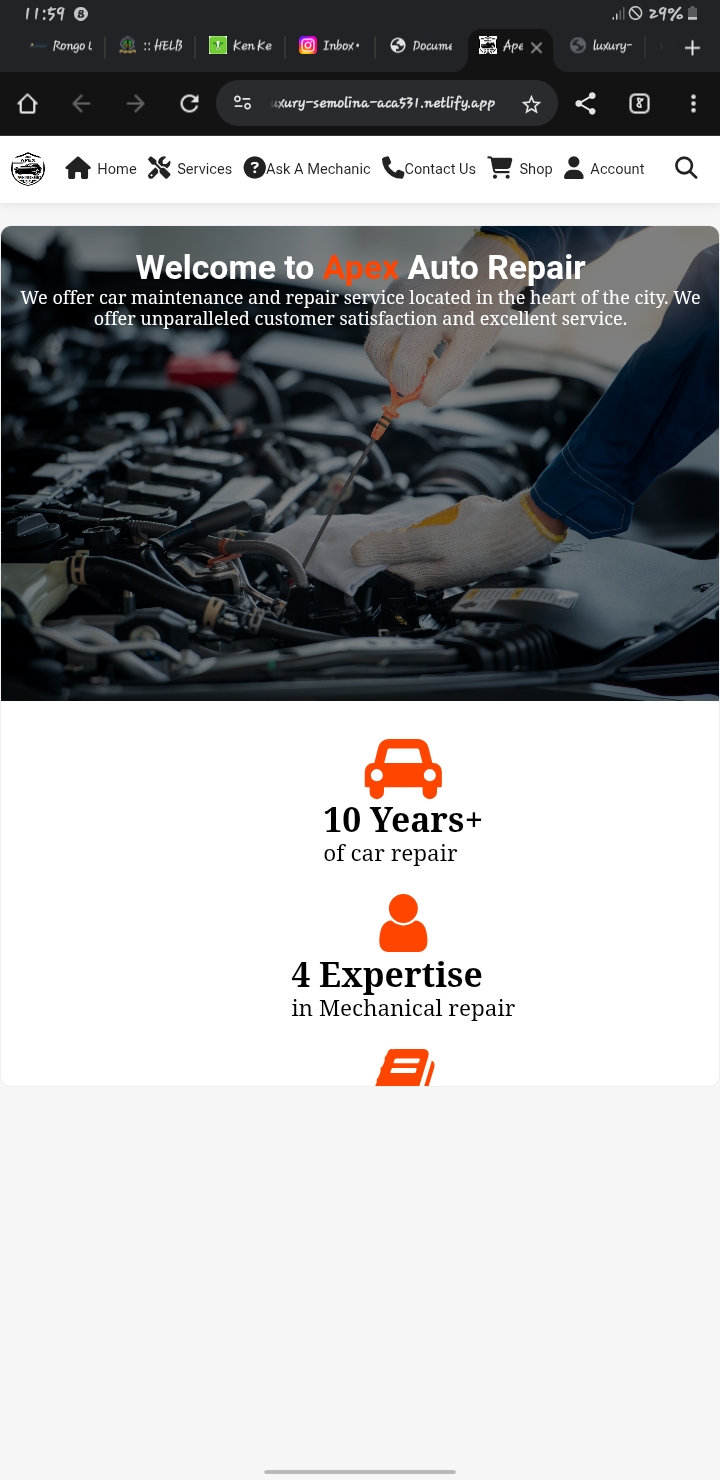 11:59
29%
Rongo U
:: HELB
Ken Ke
Inbox •
Docume
Ape
luxury-
uxury-semolina-aca531.netlify.app
8
APEX
Home
Services
Ask A Mechanic
Contact Us
Shop
Account
Welcome to Apex Auto Repair
We offer car maintenance and repair service located in the heart of the city. We
offer unparalleled customer satisfaction and excellent service.
10 Years+
of car repair
4 Expertise
in Mechanical repair